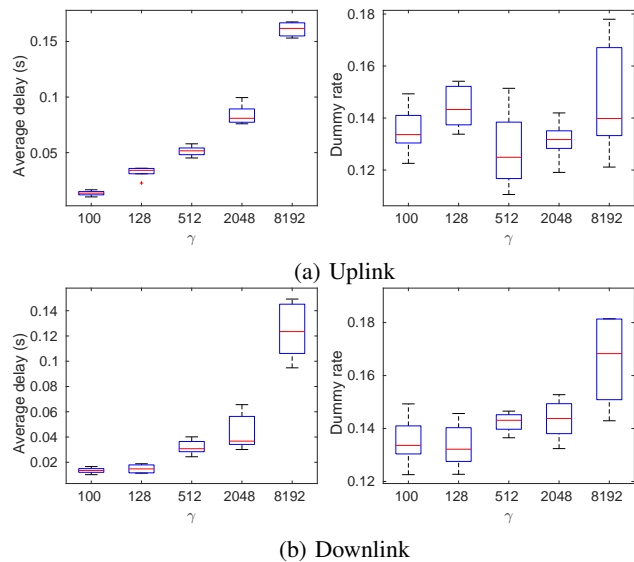 Average delay (s)
0.15
0.1
0.05
100 128 512 2048 8192
γ
Dummy rate
0.18
0.16
0.14
0.12
100 128 512 2048 8192
γ
(a) Uplink
Average delay (s)
0.14
0.12
0.1
0.08
0.06
0.04
0.02
100 128 512 2048 8192
γ
Dummy rate
0.18
0.16
0.14
0.12
100 128 512 2048 8192
γ
(b) Downlink